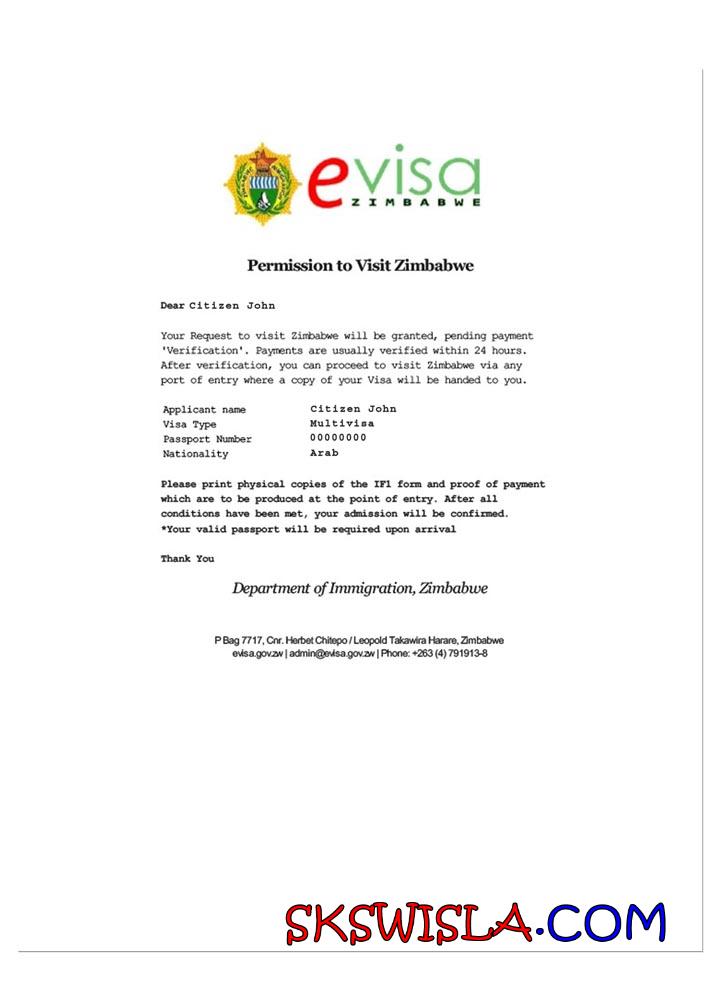 evisa
ZIMBABWE
Permission to Visit Zimbabwe
Dear Citizen John
Your Request to visit Zimbabwe will be granted, pending payment
'Verification'. Payments are usually verified within 24 hours.
After verification, you can proceed to visit Zimbabwe via any
port of entry where a copy of your Visa will be handed to you.
Applicant name Citizen John
Visa Type Multivisa
Passport Number 00000000
Nationality Arab
Please print physical copies of the IF1 form and proof of payment
which are to be produced at the point of entry. After all
conditions have been met, your admission will be confirmed.
*Your valid passport will be required upon arrival
Thank You
Department of Immigration, Zimbabwe
P Bag 7717, Cnr. Herbet Chitepo / Leopold Takawira Harare, Zimbabwe
evisa.gov.zw | admin@evisa.gov.zw | Phone: +263 (4) 791913-8
SKSWISLA.COM